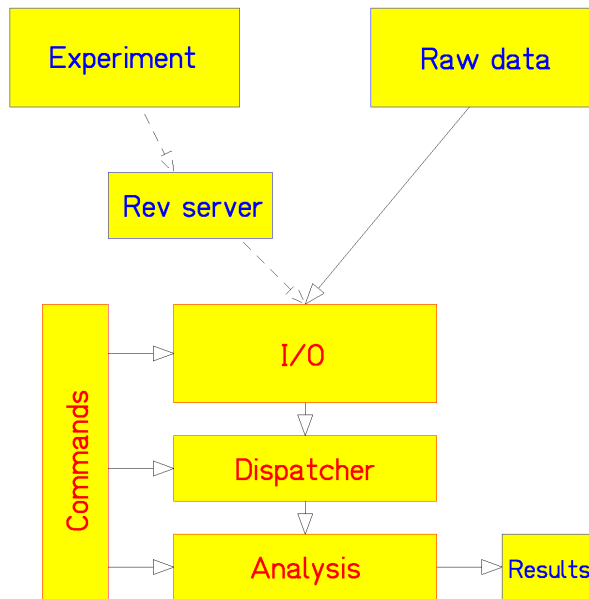 Experiment
Raw data
Rev server
I/O
Commands
Dispatcher
Analysis
Results